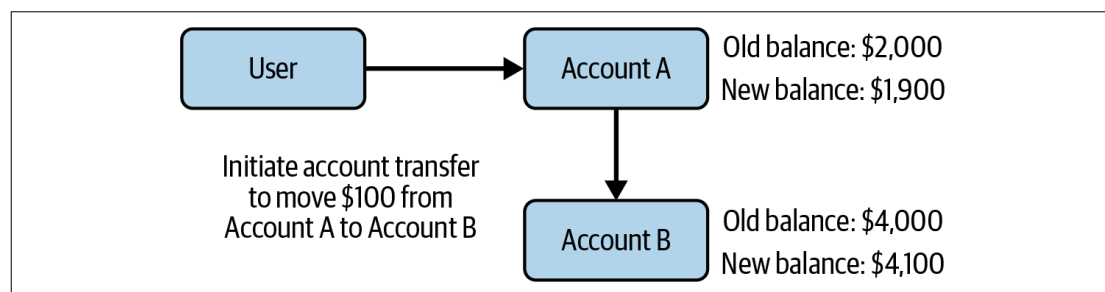 User
Account A
Old balance: $2,000
New balance: $1,900
Initiate account transfer
to move $100 from
Account A to Account B
Account B
Old balance: $4,000
New balance: $4,100